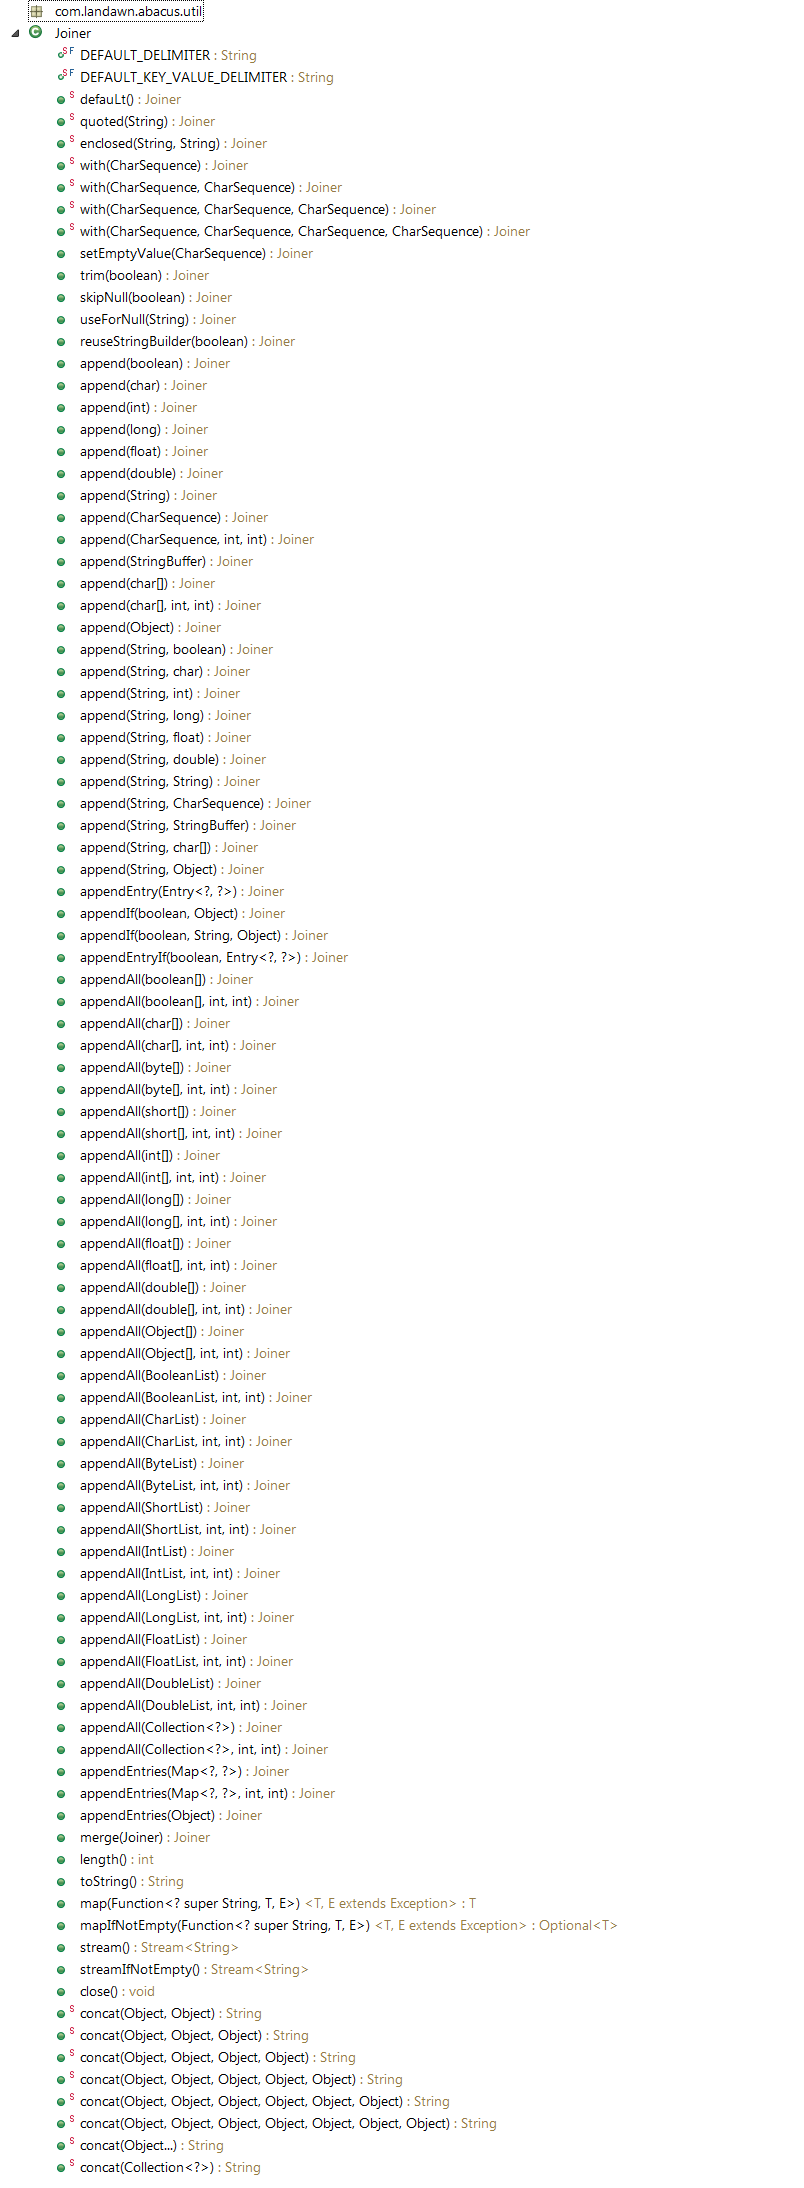 com.landawn.abacus.util
Joiner
DEFAULT_DELIMITER : String
DEFAULT_KEY_VALUE_DELIMITER : String
defauLt() : Joiner
quoted(String) : Joiner
enclosed(String, String) : Joiner
with(CharSequence) : Joiner
with(CharSequence, CharSequence) : Joiner
with(CharSequence, CharSequence, CharSequence) : Joiner
with(CharSequence, CharSequence, CharSequence, CharSequence) : Joiner
setEmptyValue(CharSequence) : Joiner
trim(boolean) : Joiner
skipNull(boolean) : Joiner
useForNull(String) : Joiner
reuseStringBuilder(boolean) : Joiner
append(boolean) : Joiner
append(char) : Joiner
append(int) : Joiner
append(long) : Joiner
append(float) : Joiner
append(double) : Joiner
append(String) : Joiner
append(CharSequence) : Joiner
append(CharSequence, int, int) : Joiner
append(StringBuffer) : Joiner
append(char[]) : Joiner
append(char[], int, int) : Joiner
append(Object) : Joiner
append(String, boolean) : Joiner
append(String, char) : Joiner
append(String, int) : Joiner
append(String, long) : Joiner
append(String, float) : Joiner
append(String, double) : Joiner
append(String, String) : Joiner
append(String, CharSequence) : Joiner
append(String, StringBuffer) : Joiner
append(String, char[]) : Joiner
append(String, Object) : Joiner
appendEntry(Entry<?, ?>) : Joiner
appendIf(boolean, Object) : Joiner
appendIf(boolean, String, Object) : Joiner
appendEntryIf(boolean, Entry<?, ?>) : Joiner
appendAll(boolean[]) : Joiner
appendAll(boolean[], int, int) : Joiner
appendAll(char[]) : Joiner
appendAll(char[], int, int) : Joiner
appendAll(byte[]) : Joiner
appendAll(byte[], int, int) : Joiner
appendAll(short[]) : Joiner
appendAll(short[], int, int) : Joiner
appendAll(int[]) : Joiner
appendAll(int[], int, int) : Joiner
appendAll(long[]) : Joiner
appendAll(long[], int, int) : Joiner
appendAll(float[]) : Joiner
appendAll(float[], int, int) : Joiner
appendAll(double[]) : Joiner
appendAll(double[], int, int) : Joiner
appendAll(Object[]) : Joiner
appendAll(Object[], int, int) : Joiner
appendAll(BooleanList) : Joiner
appendAll(BooleanList, int, int) : Joiner
appendAll(CharList) : Joiner
appendAll(CharList, int, int) : Joiner
appendAll(ByteList) : Joiner
appendAll(ByteList, int, int) : Joiner
appendAll(ShortList) : Joiner
appendAll(ShortList, int, int) : Joiner
appendAll(IntList) : Joiner
appendAll(IntList, int, int) : Joiner
appendAll(LongList) : Joiner
appendAll(LongList, int, int) : Joiner
appendAll(FloatList) : Joiner
appendAll(FloatList, int, int) : Joiner
appendAll(DoubleList) : Joiner
appendAll(DoubleList, int, int) : Joiner
appendAll(Collection<?>) : Joiner
appendAll(Collection<?>, int, int) : Joiner
appendEntries(Map<?, ?>) : Joiner
appendEntries(Map<?, ?>, int, int) : Joiner
appendEntries(Object) : Joiner
merge(Joiner) : Joiner
length() : int
toString() : String
map(Function<? super String, T, E>) <T, E extends Exception> : T
mapIfNotEmpty(Function<? super String, T, E>) <T, E extends Exception> : Optional<T>
stream() : Stream<String>
streamIfNotEmpty() : Stream<String>
close() : void
concat(Object, Object) : String
concat(Object, Object, Object) : String
concat(Object, Object, Object, Object) : String
concat(Object, Object, Object, Object, Object) : String
concat(Object, Object, Object, Object, Object, Object) : String
concat(Object, Object, Object, Object, Object, Object, Object) : String
concat(Object...) : String
concat(Collection<?>) : String